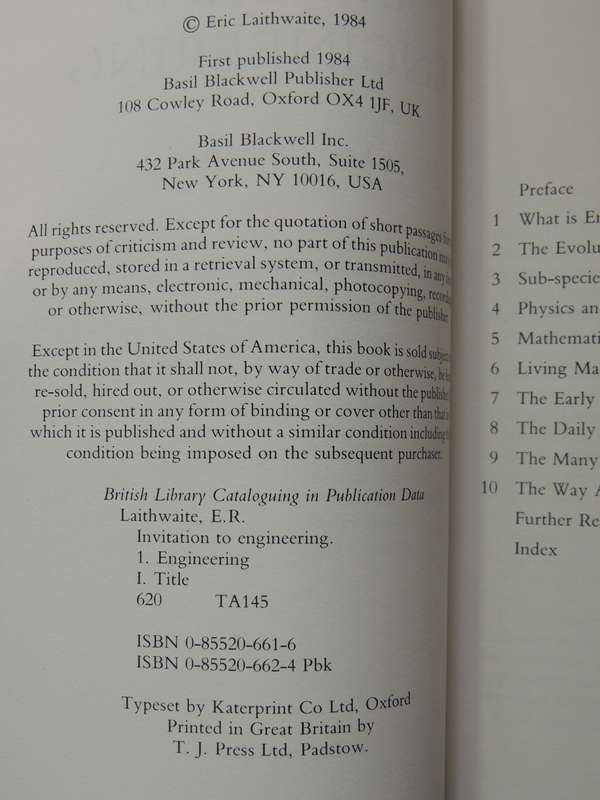 © Eric Laithwaite, 1984
First published 1984
Basil Blackwell Publisher Ltd
108 Cowley Road, Oxford OX4 1JF, UK
Basil Blackwell Inc.
432 Park Avenue South, Suite 1505,
New York, NY 10016, USA
All rights reserved. Except for the quotation of short passages
purposes of criticism and review, no part of this publication
reproduced, stored in a retrieval system, or transmitted, in any
or by any means, electronic, mechanical, photocopying,
or otherwise, without the prior permission of the publisher
Except in the United States of America, this book is sold
the condition that it shall not, by way of trade or otherwise,
re-sold, hired out, or otherwise circulated without the
prior consent in any form of binding or cover other than that
which it is published and without a similar condition including
condition being imposed on the subsequent purchaser.
British Library Cataloguing in Publication Data
Laithwaite, E.R.
Invitation to engineering.
1. Engineering
I. Title
620 TA145
ISBN 0-85520-661-6
ISBN 0-85520-662-4 Pbk
Typeset by Katerprint Co Ltd, Oxford
Printed in Great Britain by
T. J. Press Ltd, Padstow.
Preface
1 What is
2 The
3
4 Physics
5
6 Living
7 The Early
8 The Daily
9 The Many
10 The Way
Further
Index